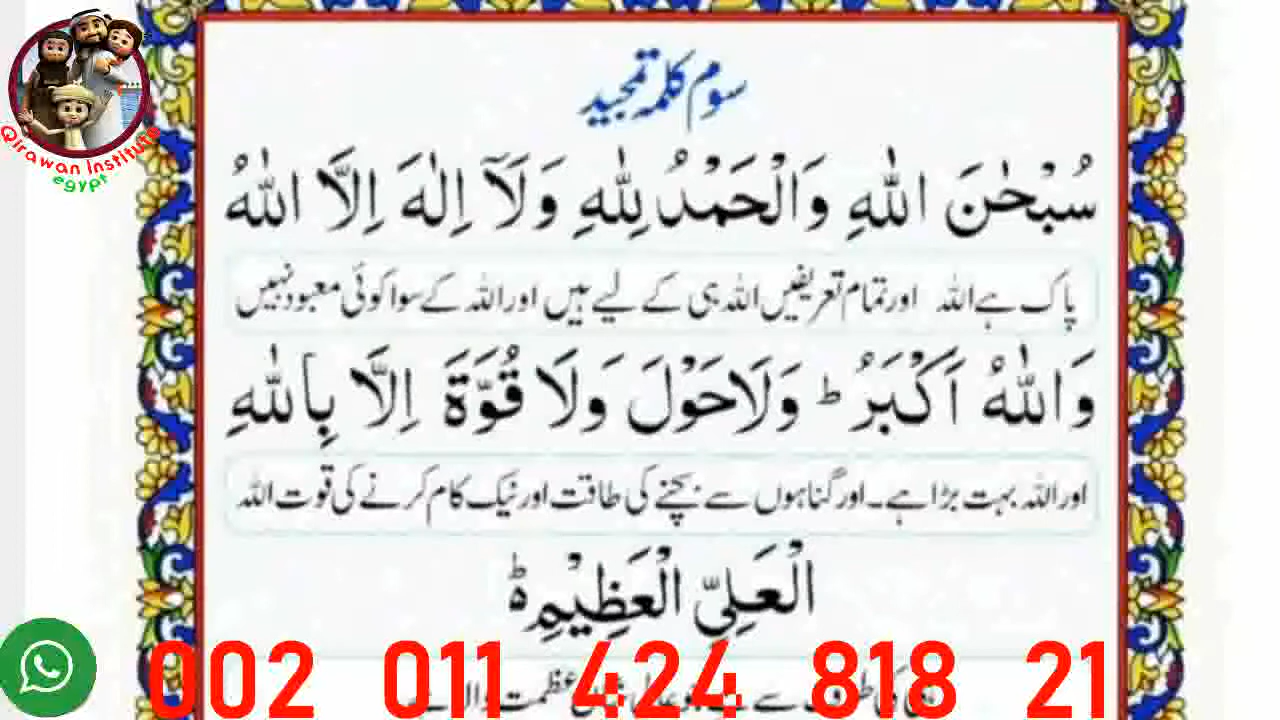 Qirawan Institute
egypt
سوم کلمہ تمجید
سُبْحٰنَ اللّٰهِ وَالْحَمْدُ لِلّٰهِ وَلَآ اِلٰهَ اِلَّا اللّٰهُ
پاک ہے اللہ اور تمام تعریفیں اللہ ہی کے لیے ہیں اور اللہ کے سوا کوئی معبود نہیں
وَاللّٰهُ اَكْبَرُ ؕ وَلَا حَوْلَ وَلَا قُوَّةَ اِلَّا بِاللّٰهِ
اور اللہ بہت بڑا ہے۔ اور گناہوں سے بچنے کی طاقت اور نیک کام کرنے کی قوت اللہ
الْعَلِيِّ الْعَظِيْمِ ؕ
002 011 424 818 21